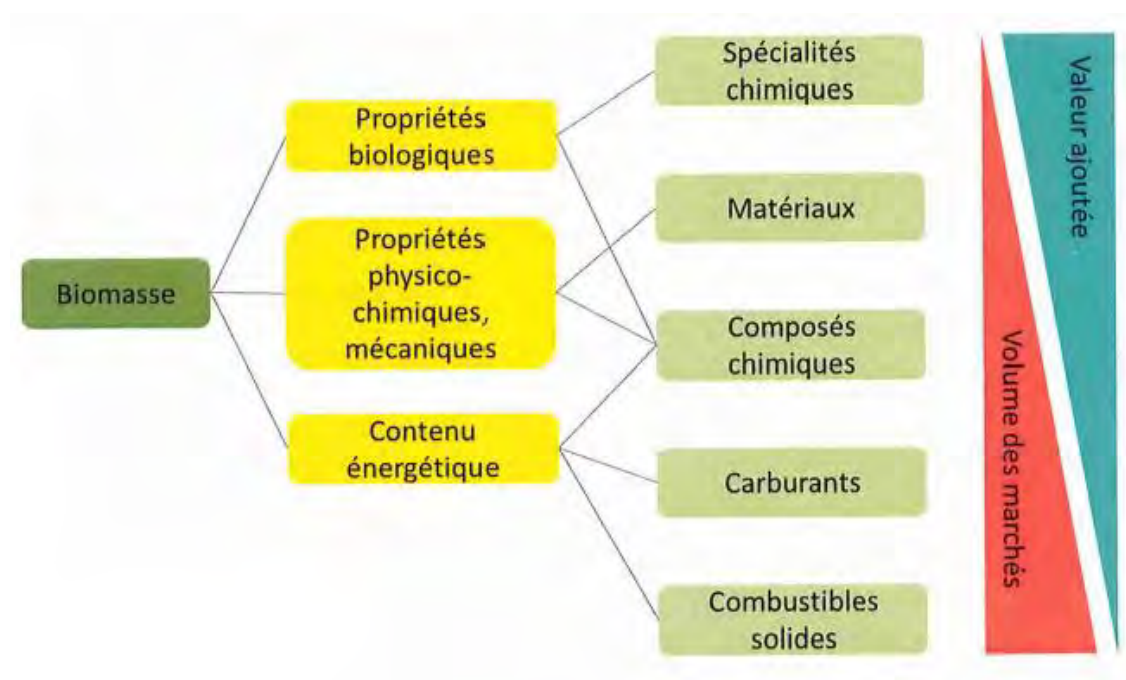 Biomasse
Propriétés
biologiques
Propriétés
physico-
chimiques,
mécaniques
Contenu
énergétique
Spécialités
chimiques
Matériaux
Composés
chimiques
Carburants
Combustibles
solides
Volume des marchés
Valeur ajoutée